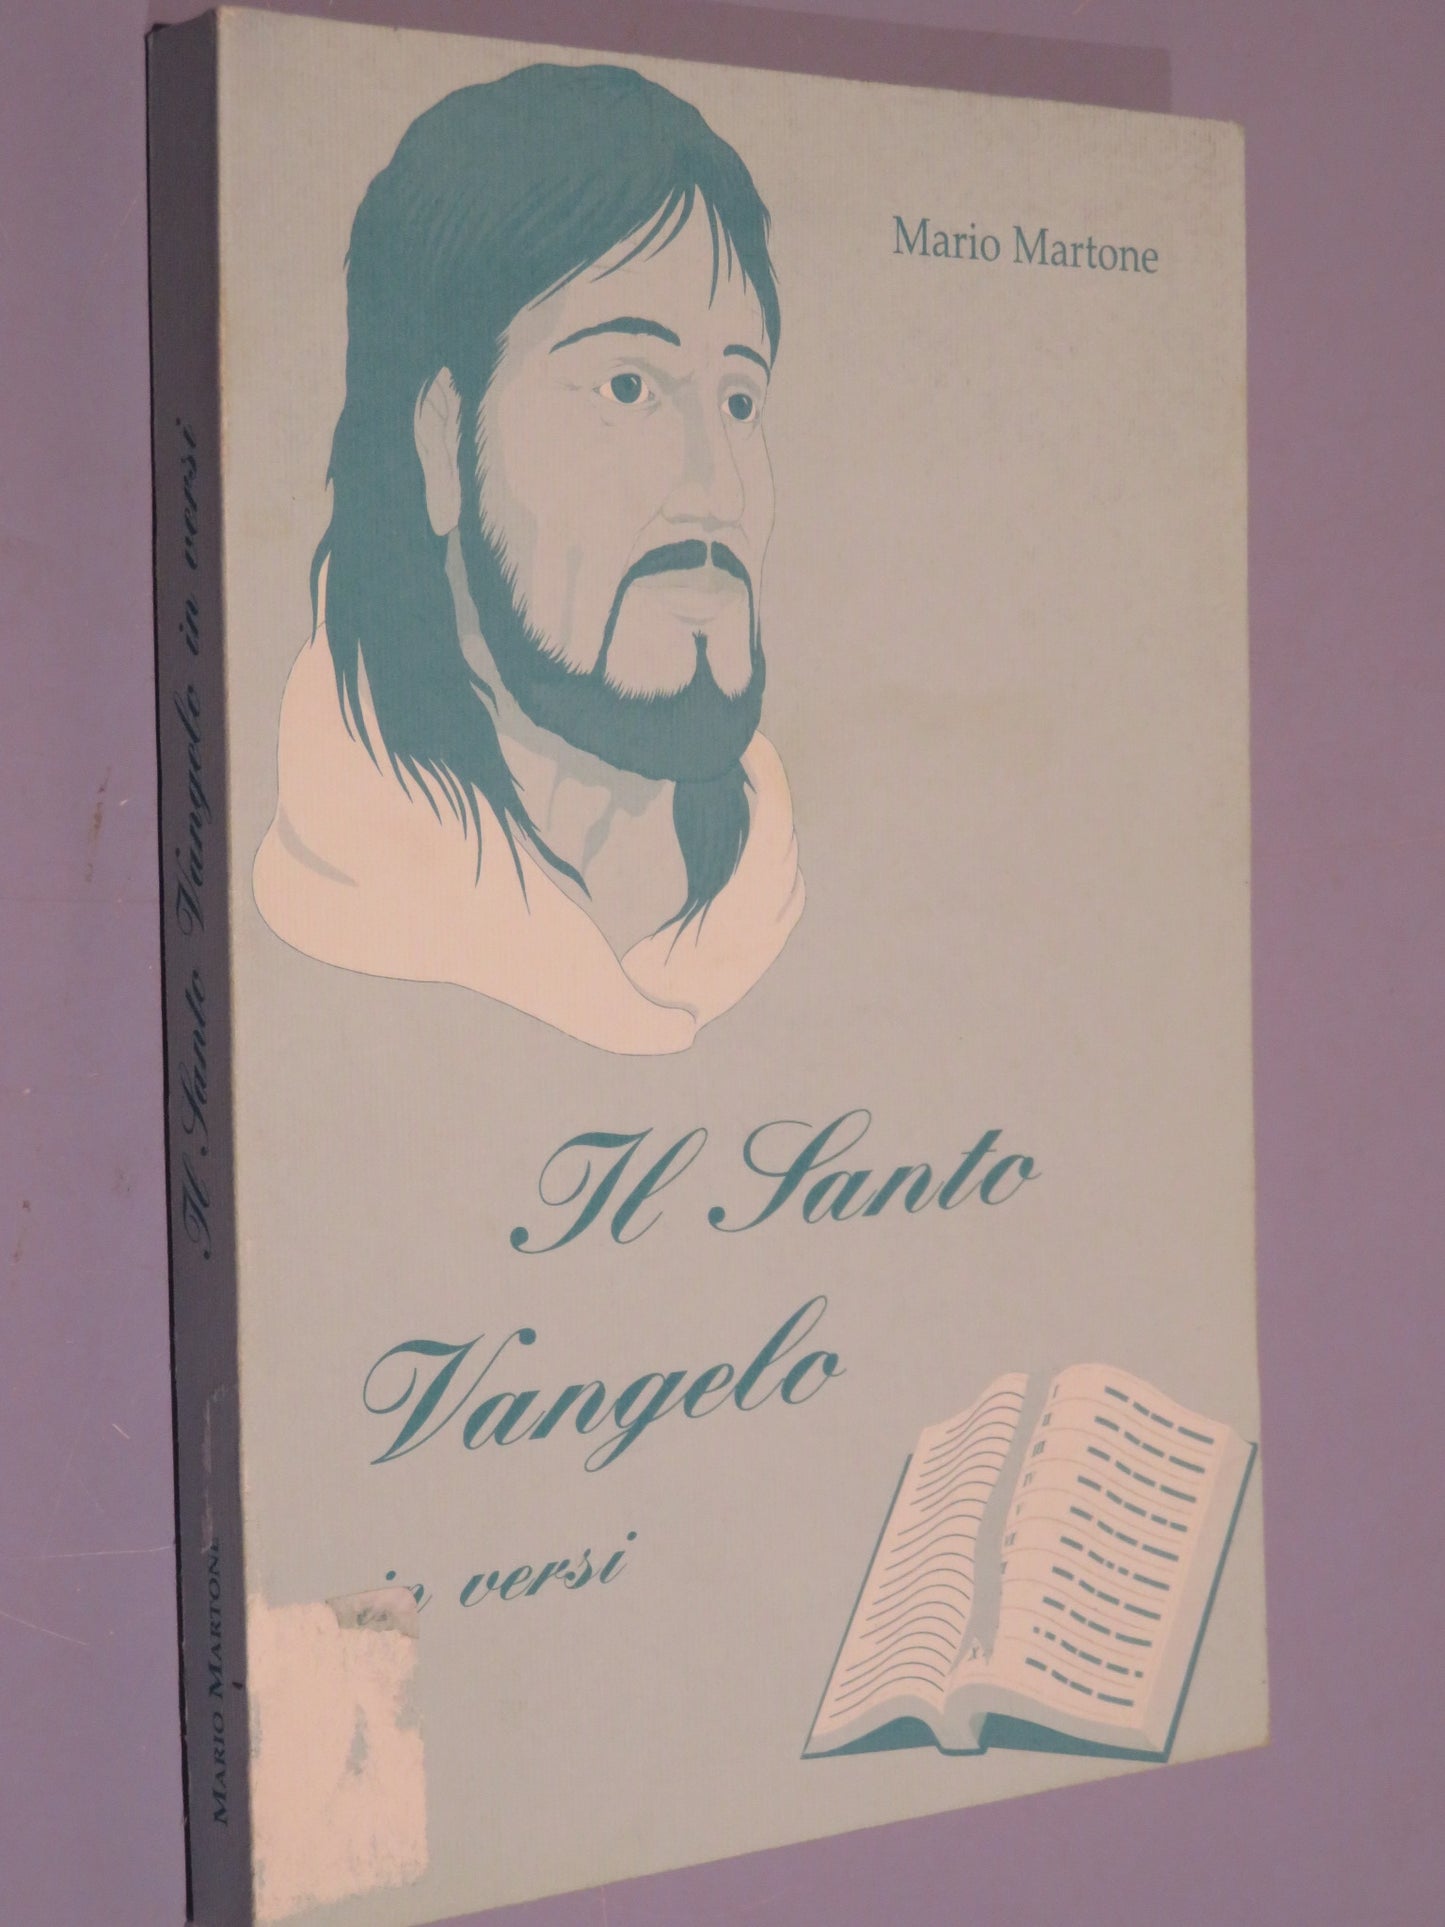 Mario Martone
Il Santo
Vangelo
in versi
Il Santo Vangelo in versi
MARIO MARTONE